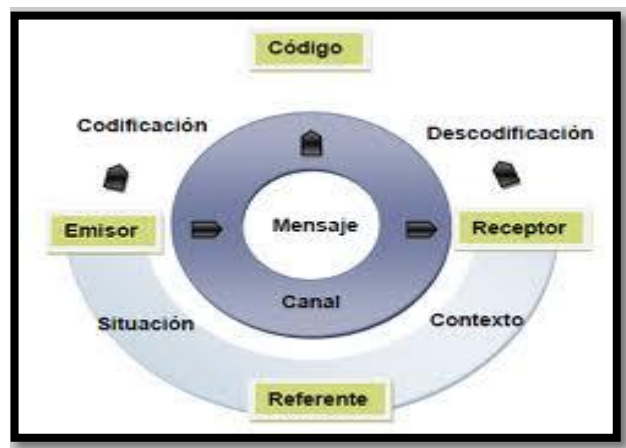 Código
Codificación
Descodificación
Emisor
Mensaje
Receptor
Canal
Situación
Contexto
Referente